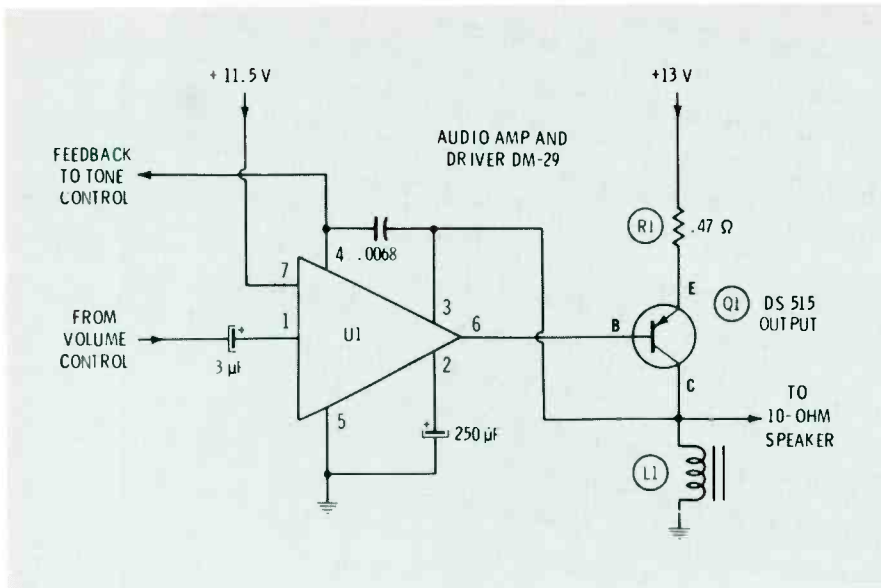 + 11.5 V
+13 V
AUDIO AMP AND
DRIVER DM-29
FEEDBACK
TO TONE
CONTROL
R1
.47 Ω
4
.0068
7
E
Q1
DS 515
OUTPUT
3
FROM
VOLUME
CONTROL
1
U1
6
B
+
3 µF
2
C
TO
10-OHM
SPEAKER
5
+
250 µF
L1